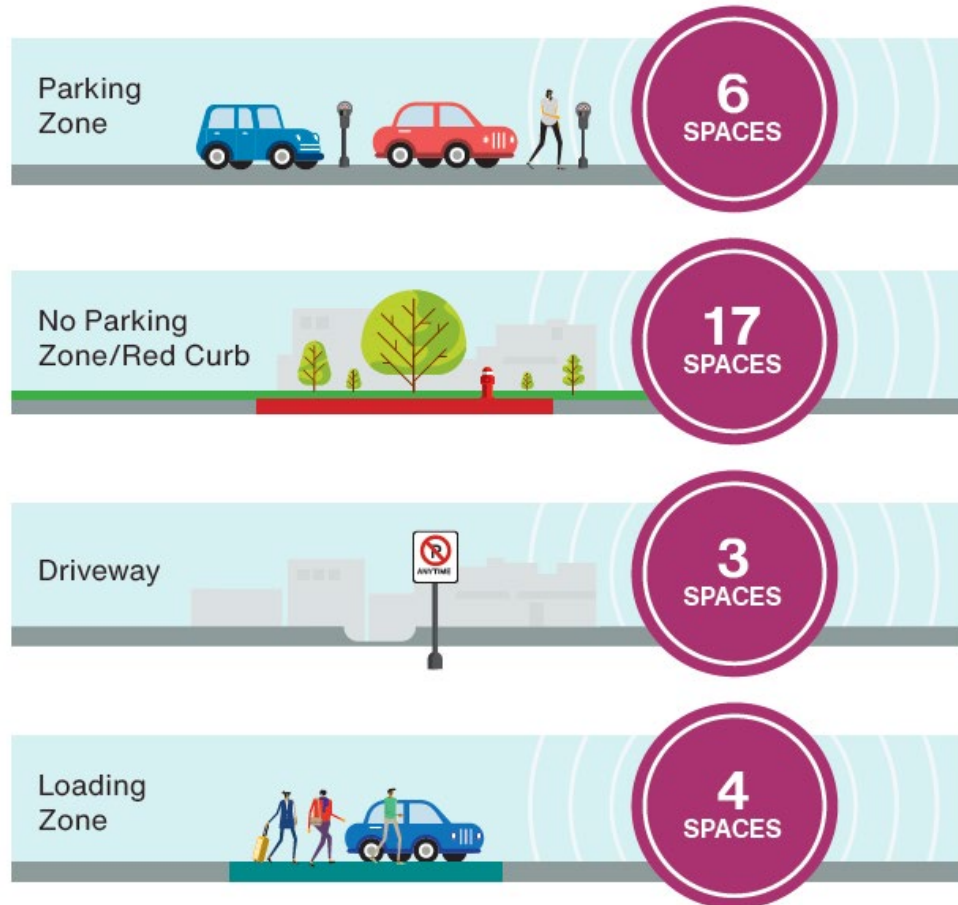 Parking
Zone
6
SPACES
No Parking
Zone/Red Curb
17
SPACES
Driveway
P
ANYTIME
3
SPACES
Loading
Zone
4
SPACES